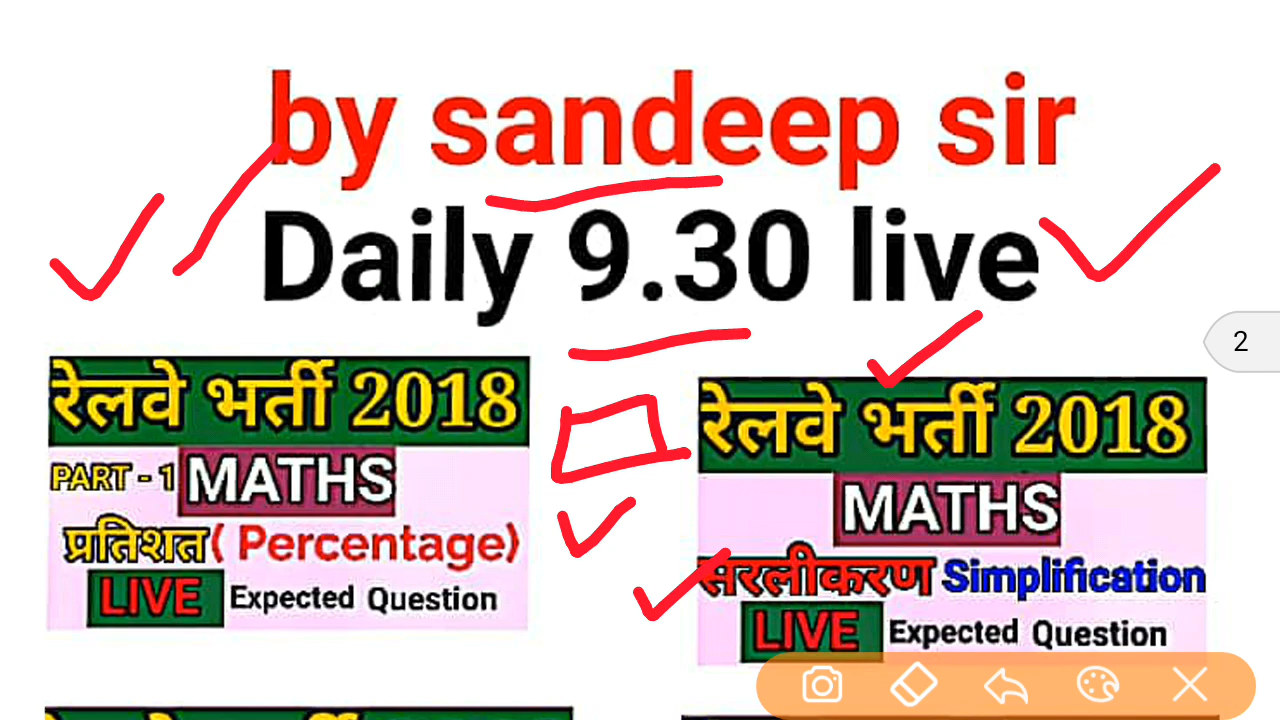 by sandeep sir
Daily 9.30 live
2
रेलवे भर्ती 2018
PART - 1 MATHS
प्रतिशत ( Percentage)
LIVE Expected Question
रेलवे भर्ती 2018
MATHS
सरलीकरण Simplification
LIVE Expected Question